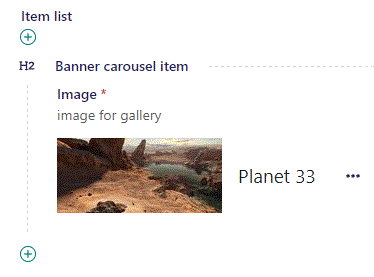 Item list
H2 Banner carousel item
Image *
image for gallery
Planet 33